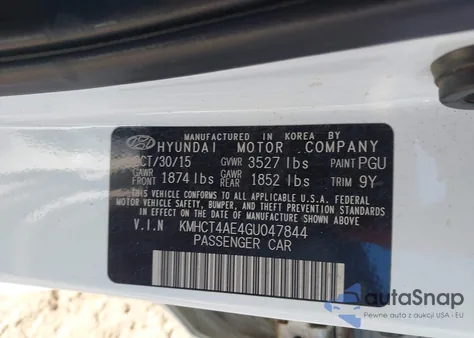 MANUFACTURED IN KOREA BY
HYUNDAI MOTOR COMPANY
OCT/30/15 GVWR 3527 lbs PAINT PGU
GAWR FRONT 1874 lbs GAWR REAR 1852 lbs TRIM 9Y
THIS VEHICLE CONFORMS TO ALL APPLICABLE U.S.A. FEDERAL
MOTOR VEHICLE SAFETY, BUMPER, AND THEFT PREVENTION
STANDARDS IN EFFECT ON THE DATE OF MANUFACTURE SHOWN ABOVE.
V.I.N KMHCT4AE4GU047844
PASSENGER CAR
autoSnap
Pojazdy z aukcji USA i EU